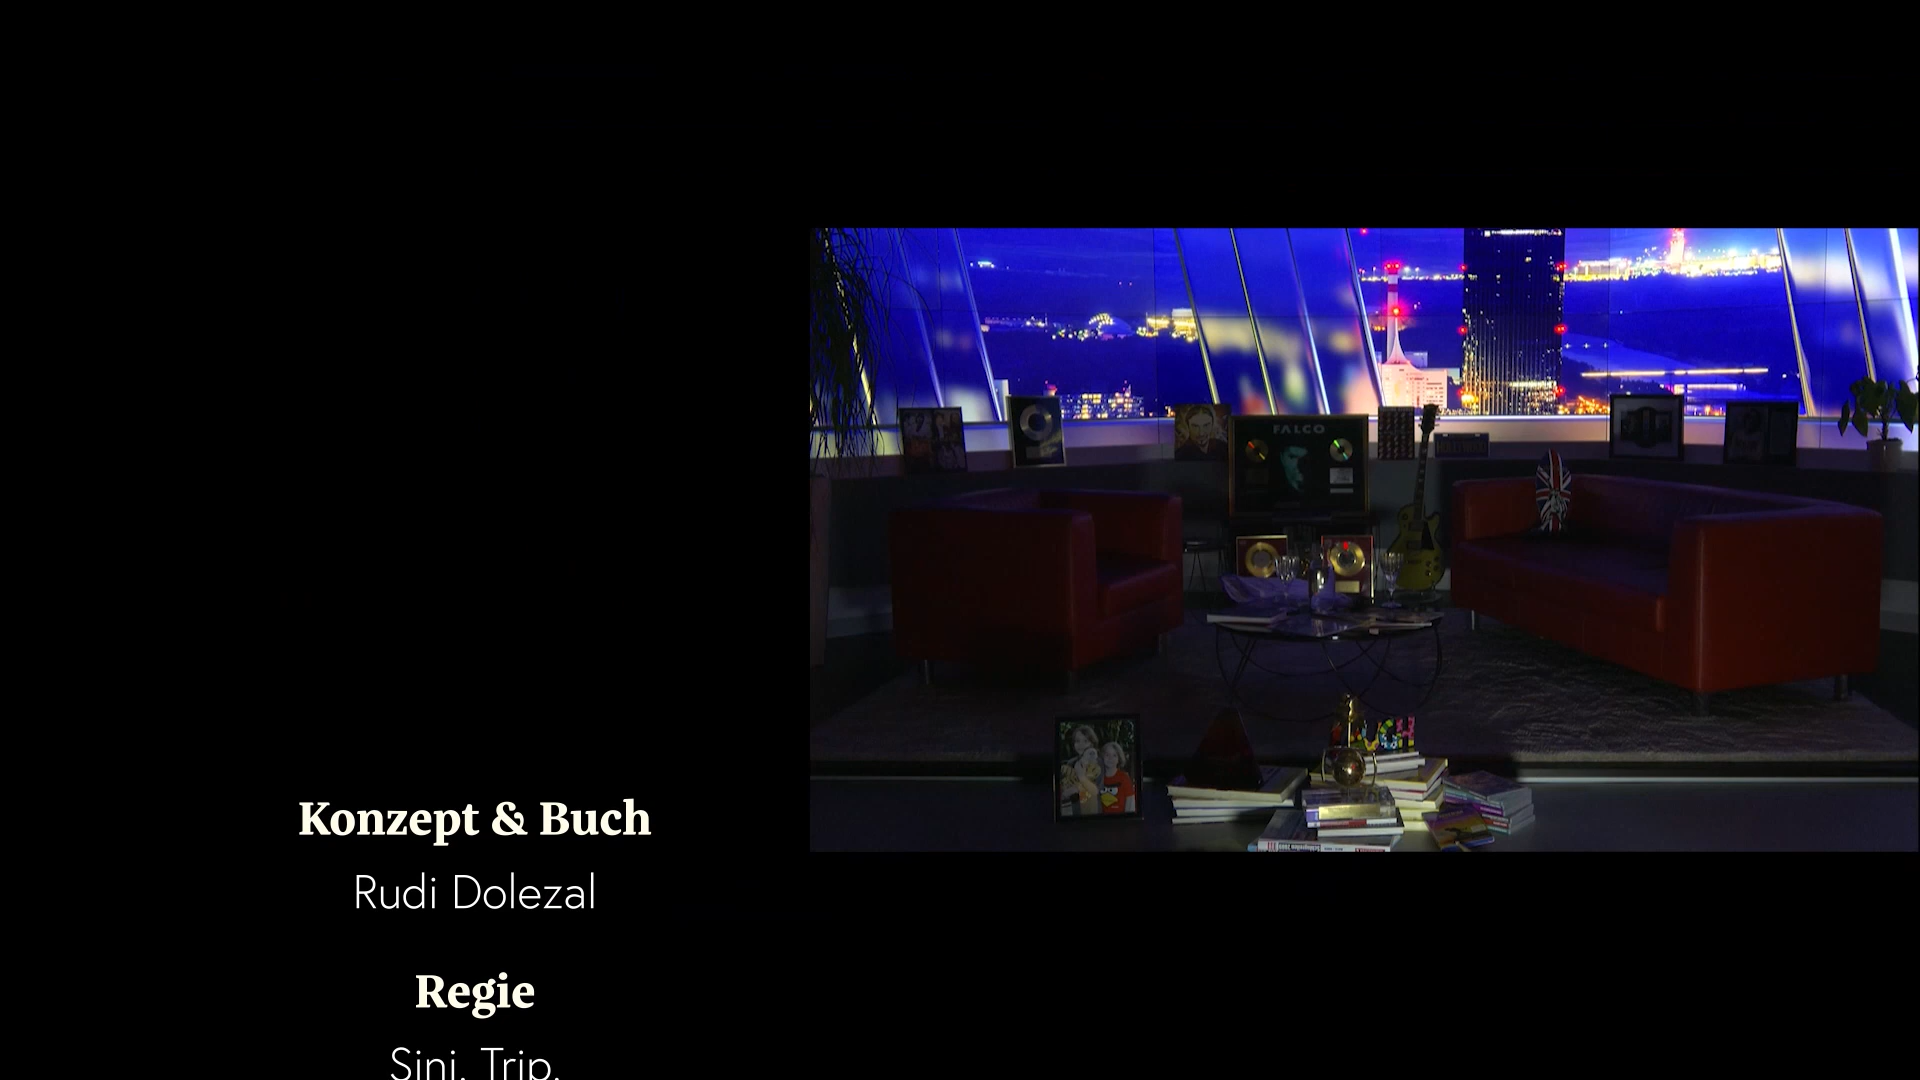 FALCO
Konzept & Buch
Rudi Dolezal
Regie
Sini. Trip.